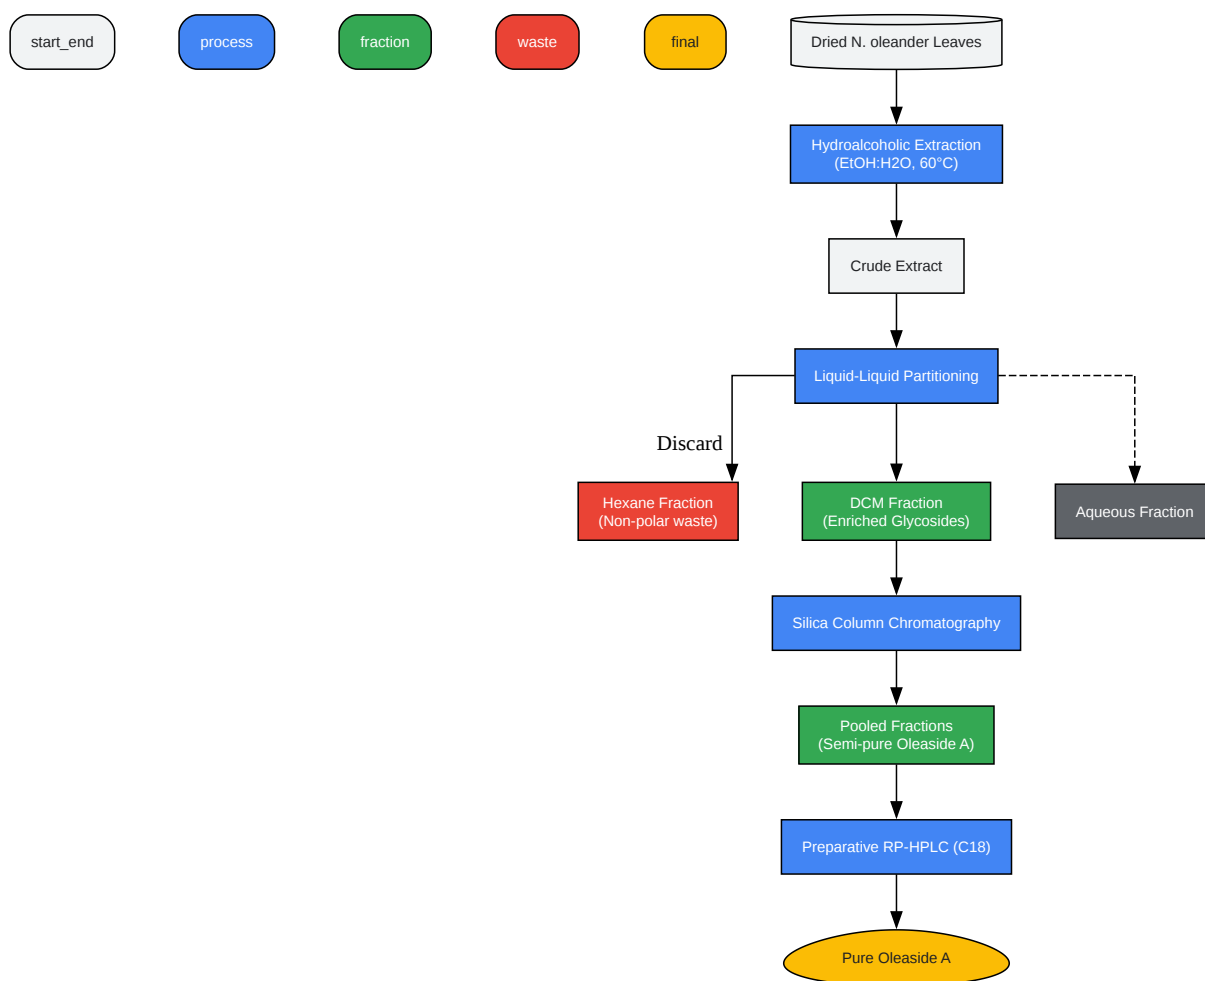 start_end
process
fraction
waste
final
Dried N. oleander Leaves
Hydroalcoholic Extraction
(EtOH:H2O, 60°C)
Crude Extract
Liquid-Liquid Partitioning
Discard
Hexane Fraction
(Non-polar waste)
DCM Fraction
(Enriched Glycosides)
Aqueous Fraction
Silica Column Chromatography
Pooled Fractions
(Semi-pure Oleaside A)
Preparative RP-HPLC (C18)
Pure Oleaside A